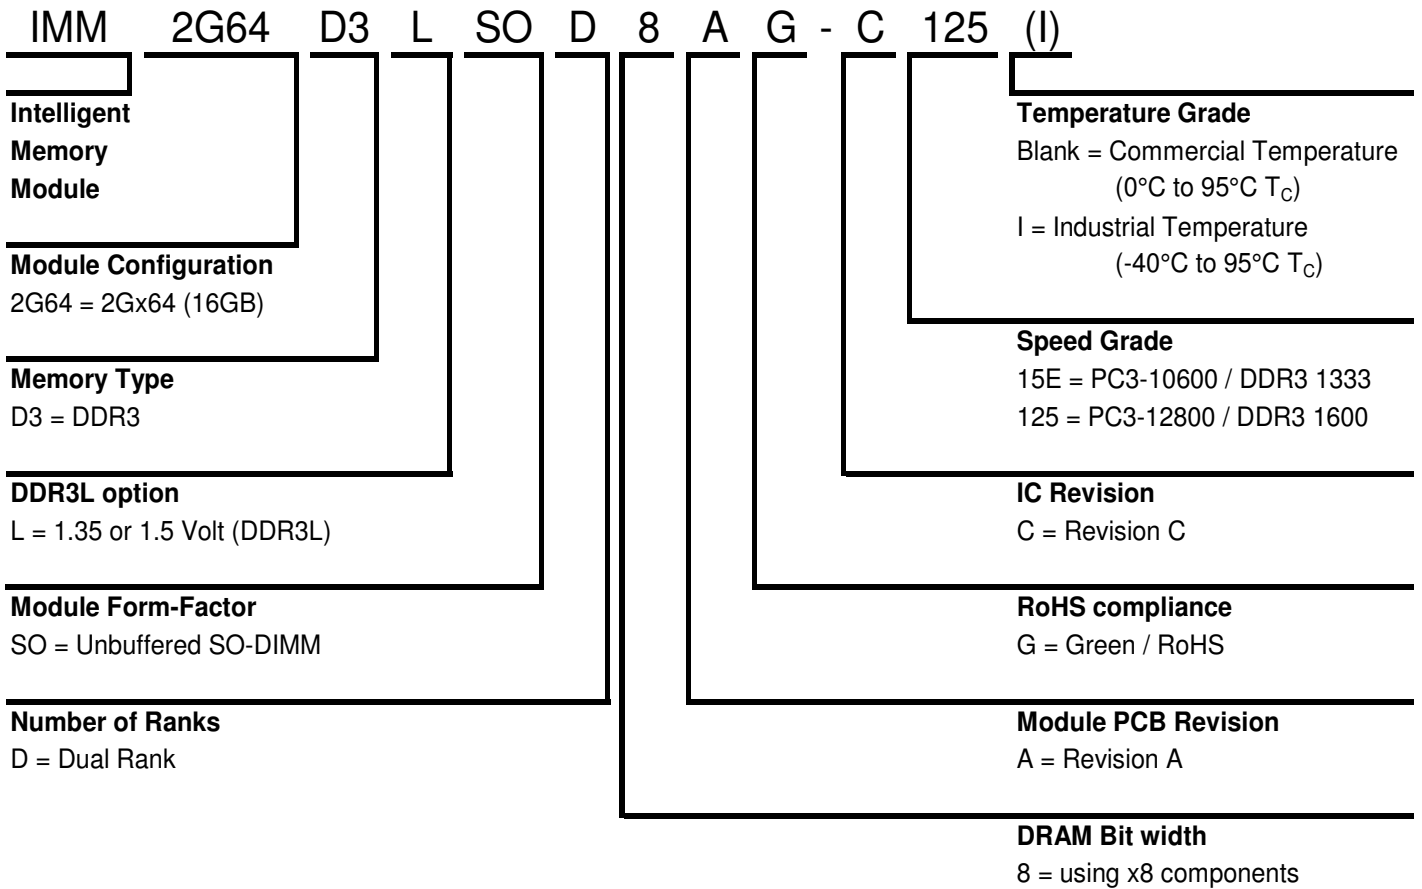 IMM 2G64 D3 L SO D 8 A G - C 125 (I)
Intelligent
Memory
Module
Module Configuration
2G64 = 2Gx64 (16GB)
Memory Type
D3 = DDR3
DDR3L option
L = 1.35 or 1.5 Volt (DDR3L)
Module Form-Factor
SO = Unbuffered SO-DIMM
Number of Ranks
D = Dual Rank
Temperature Grade
Blank = Commercial Temperature
(0°C to 95°C TC)
I = Industrial Temperature
(-40°C to 95°C TC)
Speed Grade
15E = PC3-10600 / DDR3 1333
125 = PC3-12800 / DDR3 1600
IC Revision
C = Revision C
RoHS compliance
G = Green / RoHS
Module PCB Revision
A = Revision A
DRAM Bit width
8 = using x8 components